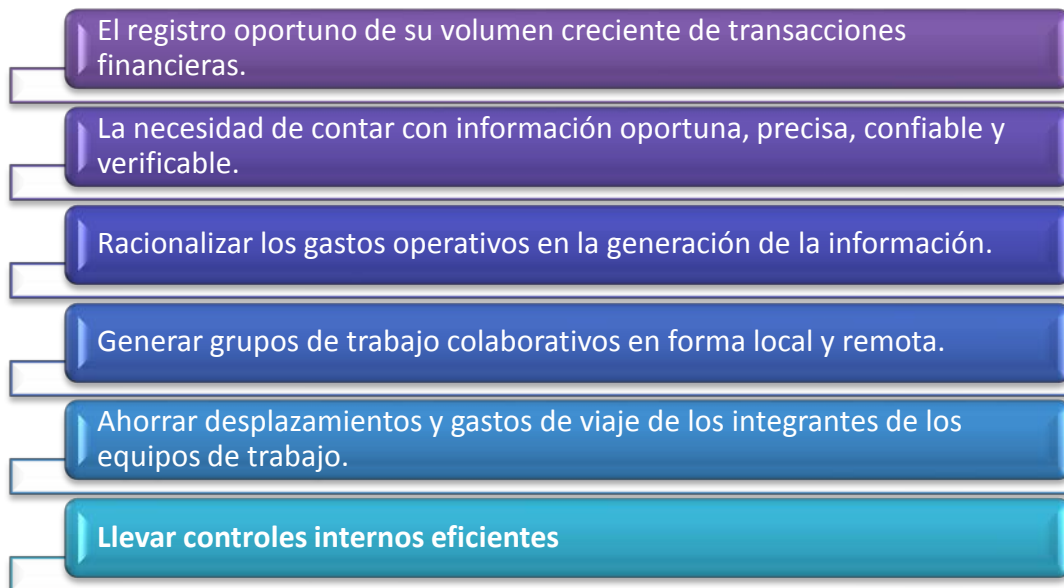 El registro oportuno de su volumen creciente de transacciones
financieras.
La necesidad de contar con información oportuna, precisa, confiable y
verificable.
Racionalizar los gastos operativos en la generación de la información.
Generar grupos de trabajo colaborativos en forma local y remota.
Ahorrar desplazamientos y gastos de viaje de los integrantes de los
equipos de trabajo.
Llevar controles internos eficientes